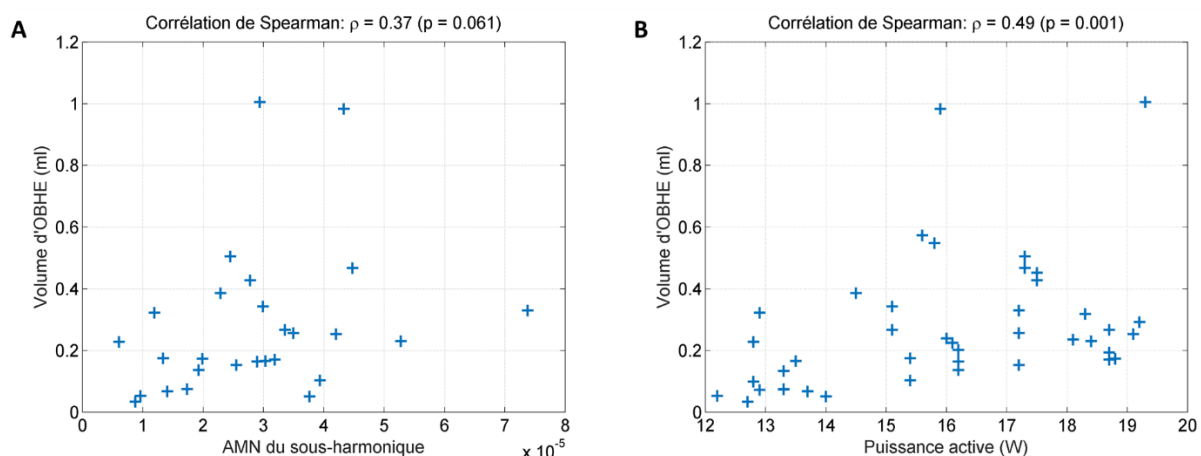 A
Corrélation de Spearman: ρ = 0.37 (p = 0.061)
1.2
1
0.8
0.6
0.4
0.2
0
Volume d'OBHE (ml)
0 1 2 3 4 5 6 7 8
AMN du sous-harmonique
x 10⁻⁵
B
Corrélation de Spearman: ρ = 0.49 (p = 0.001)
1.2
1
0.8
0.6
0.4
0.2
0
Volume d'OBHE (ml)
12 13 14 15 16 17 18 19 20
Puissance active (W)